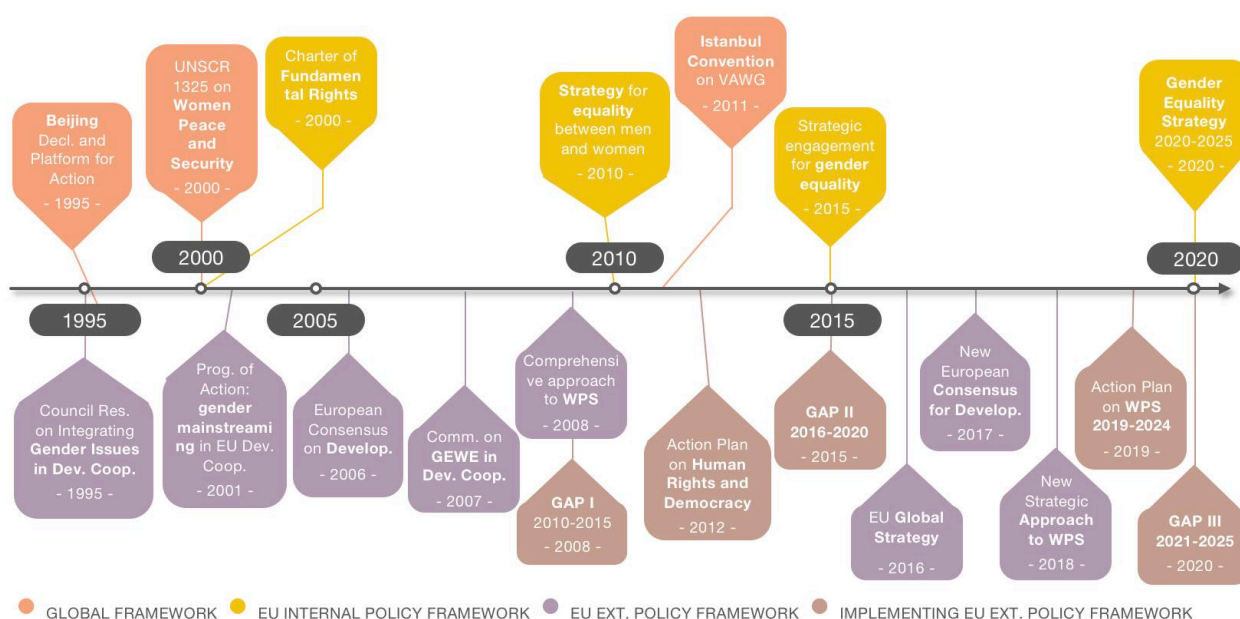 Beijing
Decl. and
Platform for
Action
- 1995 -
UNSCR
1325 on
Women
Peace
and
Security
- 2000 -
Charter of
Fundamen
tal Rights
- 2000 -
Strategy for
equality
between men
and women
- 2010 -
Istanbul
Convention
on VAWG
- 2011 -
Strategic
engagement
for gender
equality
- 2015 -
Gender
Equality
Strategy
2020-2025
- 2020 -
2000
2010
2020
1995
2005
2015
Council Res.
on Integrating
Gender Issues
in Dev. Coop.
- 1995 -
Prog. of
Action:
gender
mainstreami
ng in EU Dev.
Coop.
- 2001 -
European
Consensus
on Develop.
- 2006 -
Comm. on
GEWE in
Dev. Coop.
- 2007 -
Comprehensi
ve approach
to WPS
- 2008 -
GAP I
2010-2015
- 2008 -
Action Plan
on Human
Rights and
Democracy
- 2012 -
GAP II
2016-2020
- 2015 -
EU Global
Strategy
- 2016 -
New
European
Consensus
for Develop.
- 2017 -
New
Strategic
Approach
to WPS
- 2018 -
Action Plan
on WPS
2019-2024
- 2019 -
GAP III
2021-2025
- 2020 -
GLOBAL FRAMEWORK
EU INTERNAL POLICY FRAMEWORK
EU EXT. POLICY FRAMEWORK
IMPLEMENTING EU EXT. POLICY FRAMEWORK